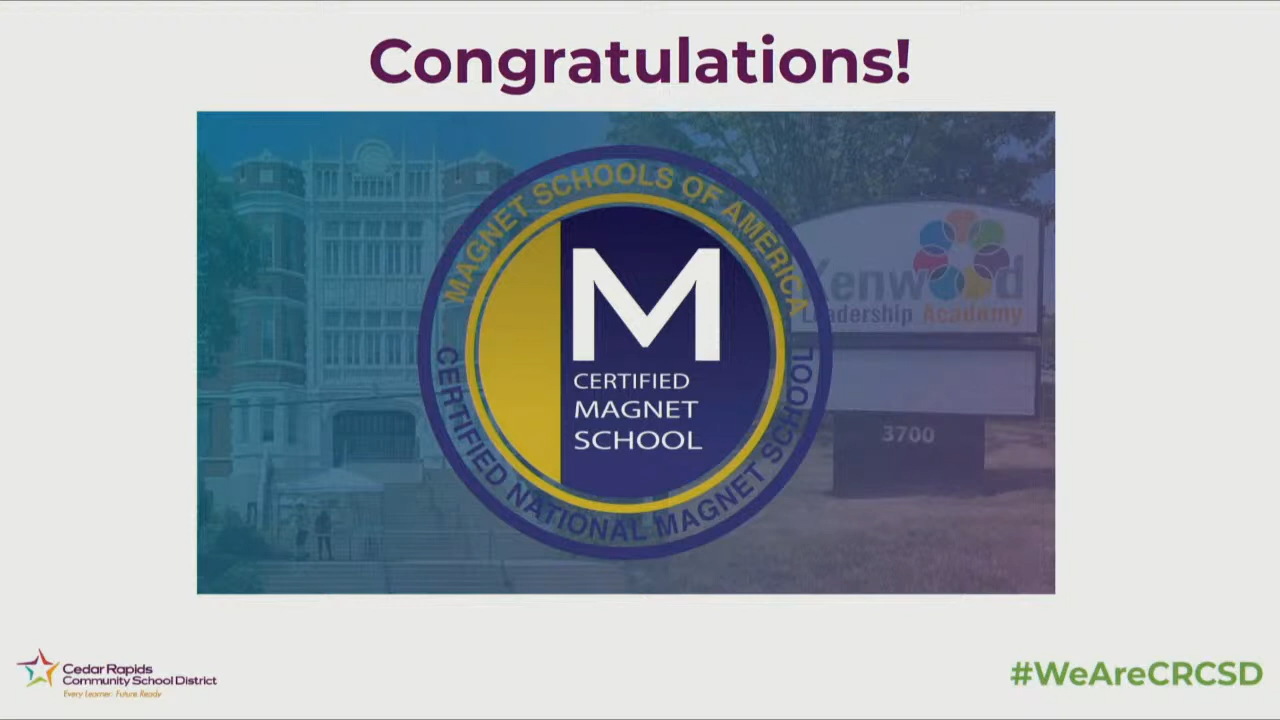 Congratulations!
MAGNET SCHOOLS OF AMERICA
Kenwood
Leadership Academy
M
CERTIFIED
MAGNET
SCHOOL
3700
CERTIFIED NATIONAL MAGNET SCHOOL
Cedar Rapids
Community School District
Every Learner: Future Ready
#WeAreCRCSD